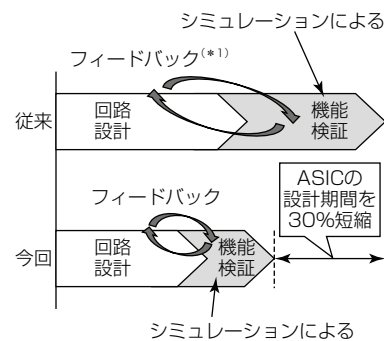 シミュレーションによる
フィードバック(*1)
従来
回路
設計
機能
検証
フィードバック
ASICの
設計期間を
30%短縮
今回
回路
設計
機能
検証
シミュレーションによる